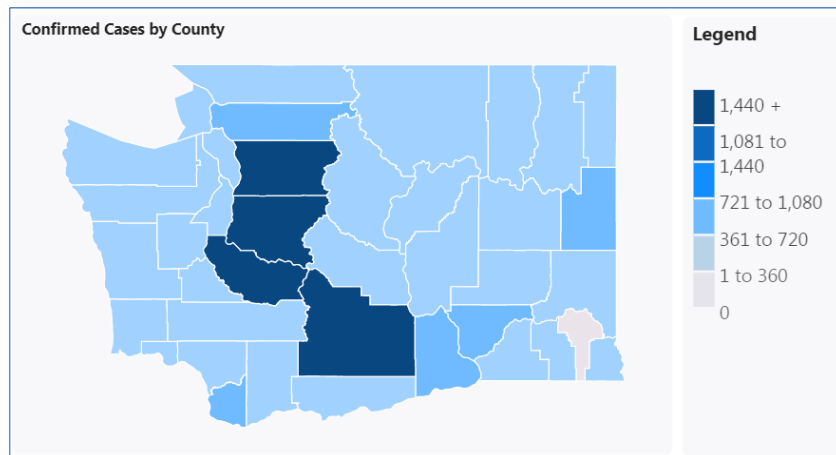 Confirmed Cases by County
Legend
1,440 +
1,081 to
1,440
721 to 1,080
361 to 720
1 to 360
0